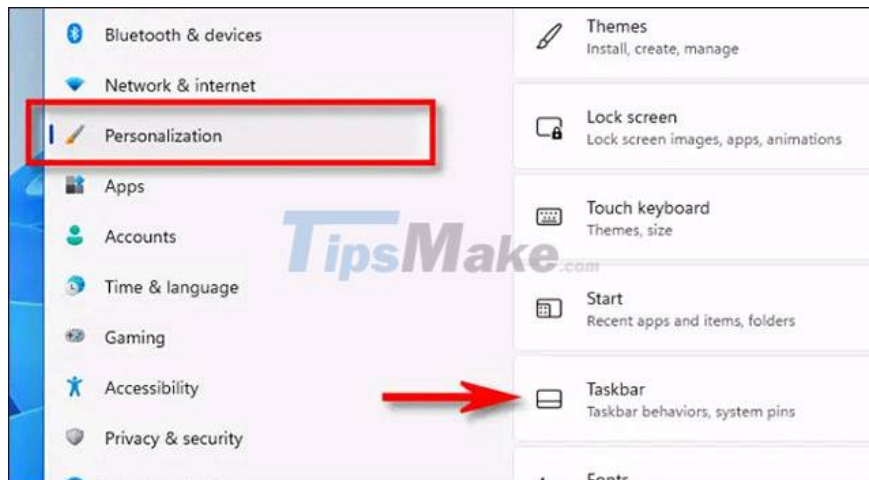 Bluetooth & devices
Network & internet
Personalization
Apps
Accounts
Time & language
Gaming
Accessibility
Privacy & security
Themes
Install, create, manage
Lock screen
Lock screen images, apps, animations
Touch keyboard
Themes, size
Start
Recent apps and items, folders
Taskbar
Taskbar behaviors, system pins
Fonts
TipsMake.com